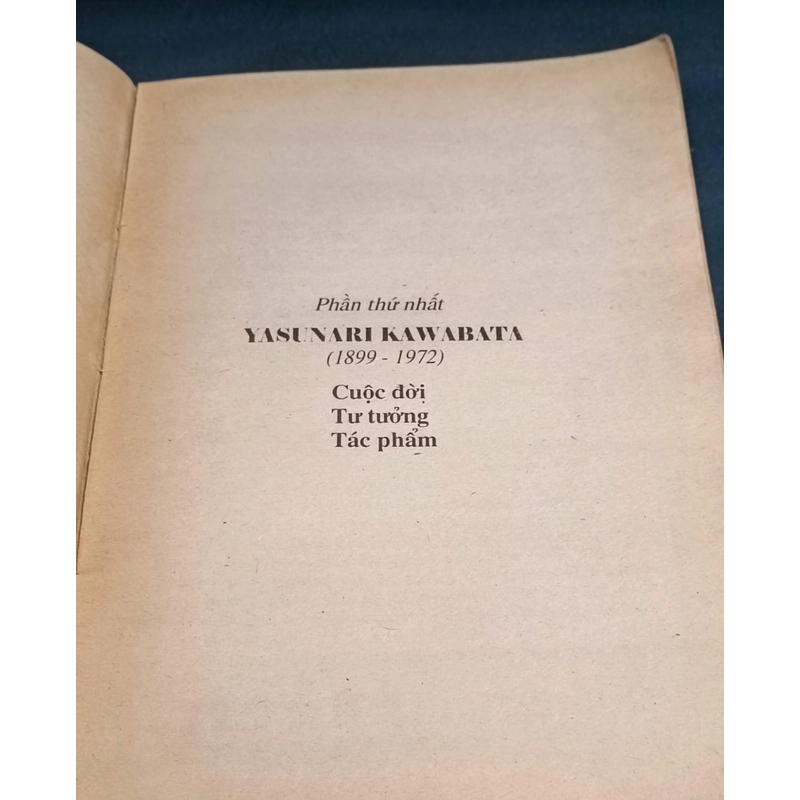 Phần thứ nhất
YASUNARI KAWABATA
(1899 - 1972)
Cuộc đời
Tư tưởng
Tác phẩm